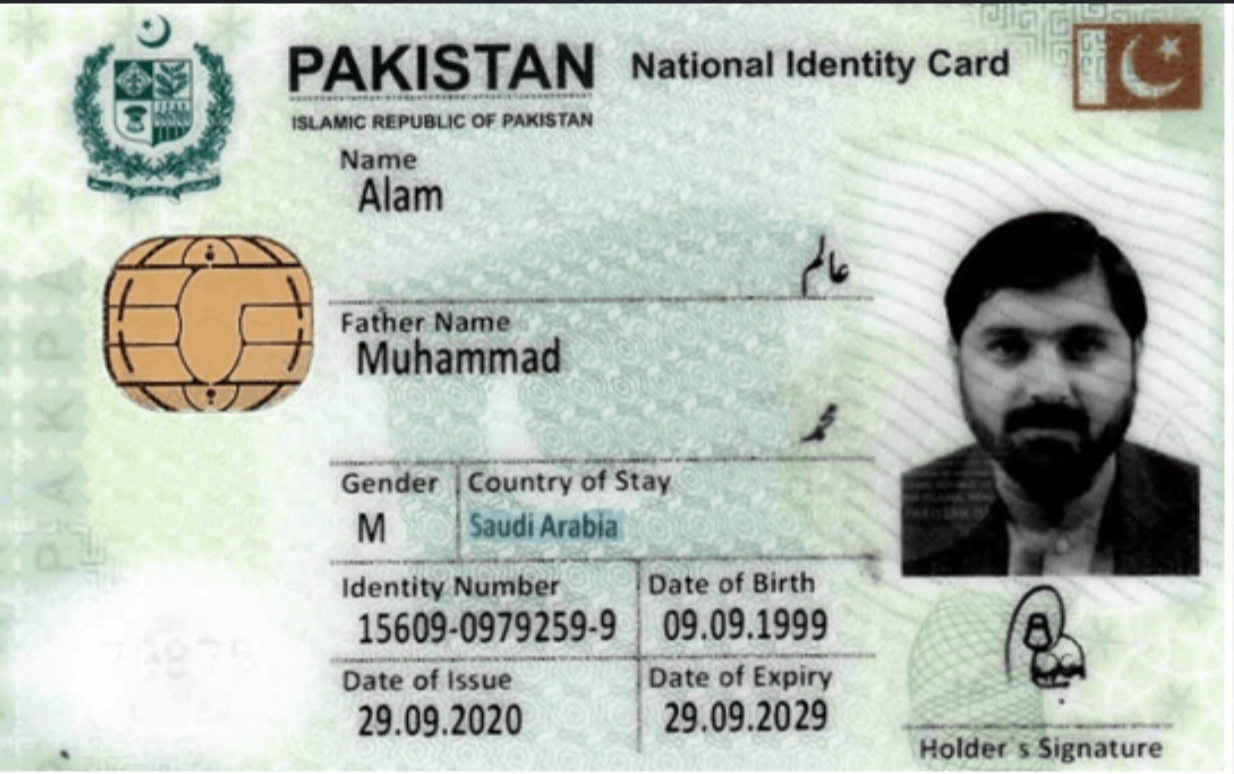 PAKISTAN National Identity Card
ISLAMIC REPUBLIC OF PAKISTAN
Name
Alam
عالم
Father Name
Muhammad
محمد
Gender Country of Stay
M Saudi Arabia
Identity Number Date of Birth
15609-0979259-9 09.09.1999
Date of Issue Date of Expiry
29.09.2020 29.09.2029
Holder`s Signature